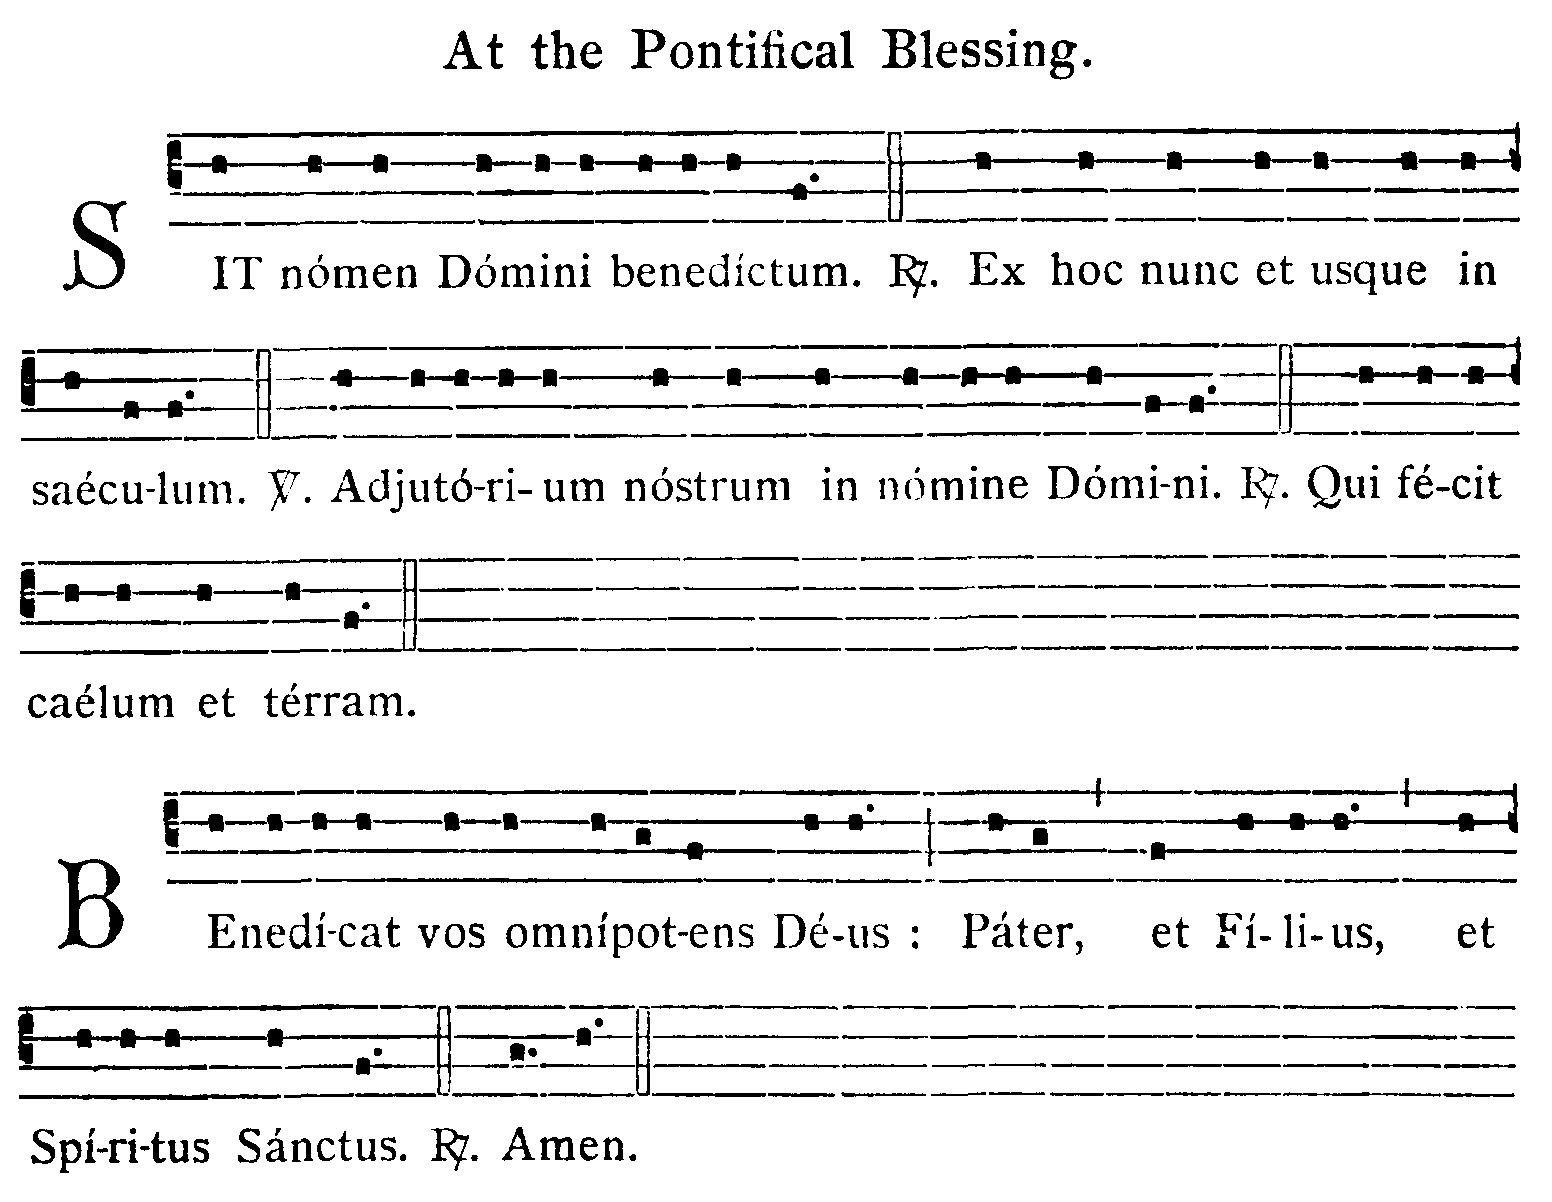 At the Pontifical Blessing.
SIT nómen Dómini benedíctum. ℟. Ex hoc nunc et usque in
saécu-lum. ℣. Adjutó-ri-um nóstrum in nómine Dómi-ni. ℟. Qui fé-cit
caélum et térram.
BEnedí-cat vos omnípot-ens Dé-us : Páter, et Fí-li-us, et
Spí-ri-tus Sánctus. ℟. Amen.